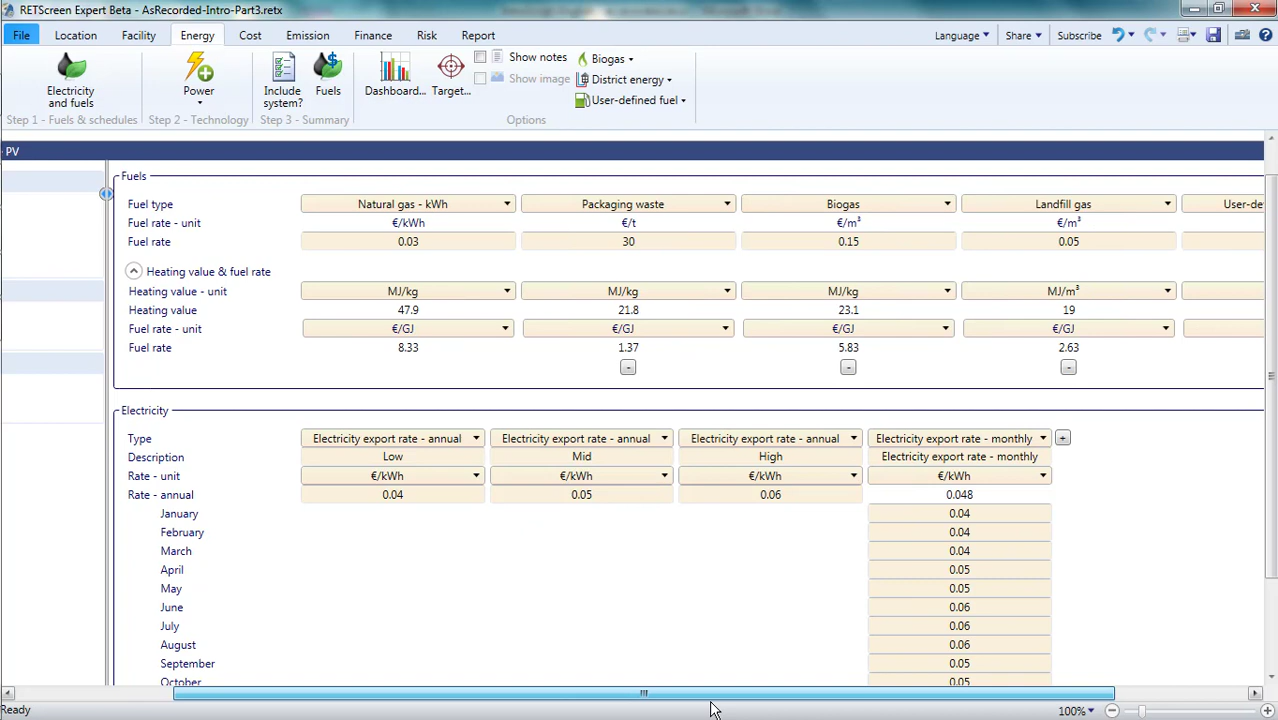 RETScreen Expert Beta - AsRecorded-Intro-Part3.retx
File Location Facility Energy Cost Emission Finance Risk Report Language Share Subscribe
Electricity and fuels
Step 1 - Fuels & schedules
Power
Step 2 - Technology
Include system?
Fuels
Step 3 - Summary
Dashboard...
Target...
Show notes
Show image
Biogas
District energy
User-defined fuel
Options
PV
Fuels
Fuel type Natural gas - kWh Packaging waste Biogas Landfill gas User-de
Fuel rate - unit €/kWh €/t €/m³ €/m³
Fuel rate 0.03 30 0.15 0.05
Heating value & fuel rate
Heating value - unit MJ/kg MJ/kg MJ/kg MJ/m³
Heating value 47.9 21.8 23.1 19
Fuel rate - unit €/GJ €/GJ €/GJ €/GJ
Fuel rate 8.33 1.37 5.83 2.63
- - -
Electricity
Type Electricity export rate - annual Electricity export rate - annual Electricity export rate - annual Electricity export rate - monthly +
Description Low Mid High Electricity export rate - monthly
Rate - unit €/kWh €/kWh €/kWh €/kWh
Rate - annual 0.04 0.05 0.06 0.048
January 0.04
February 0.04
March 0.04
April 0.05
May 0.05
June 0.06
July 0.06
August 0.06
September 0.05
October 0.05
Ready 100%